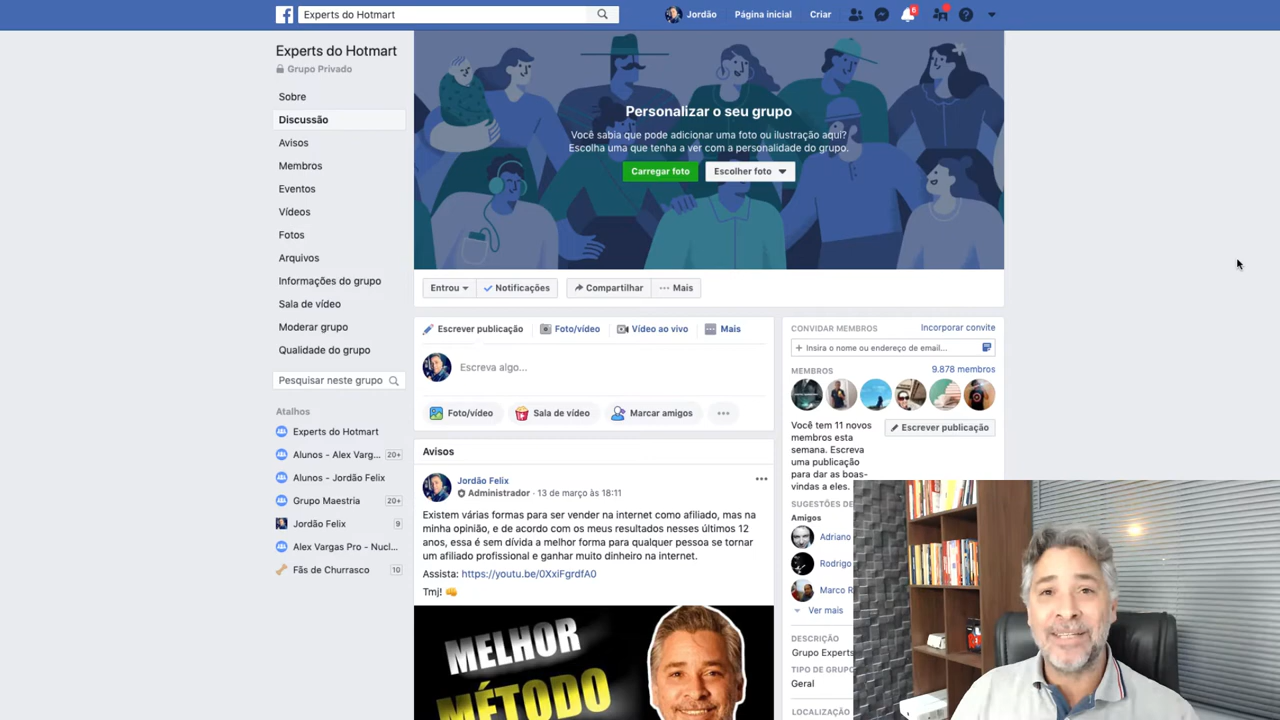 Experts do Hotmart
Jordão
Página inicial
Criar
6
Experts do Hotmart
Grupo Privado
Sobre
Discussão
Avisos
Membros
Eventos
Vídeos
Fotos
Arquivos
Informações do grupo
Sala de vídeo
Moderar grupo
Qualidade do grupo
Pesquisar neste grupo
Atalhos
Experts do Hotmart
Alunos - Alex Varg... 20+
Alunos - Jordão Felix
Grupo Maestria 20+
Jordão Felix 9
Alex Vargas Pro - Nucl...
Fãs de Churrasco 10
Personalizar o seu grupo
Você sabia que pode adicionar uma foto ou ilustração aqui?
Escolha uma que tenha a ver com a personalidade do grupo.
Carregar foto
Escolher foto
Entrou
Notificações
Compartilhar
Mais
Escrever publicação
Foto/vídeo
Vídeo ao vivo
Mais
Escreva algo...
Foto/vídeo
Sala de vídeo
Marcar amigos
Avisos
Jordão Felix
Administrador · 13 de março às 18:11
Existem várias formas para ser vender na internet como afiliado, mas na
minha opinião, e de acordo com os meus resultados nesses últimos 12
anos, essa é sem dívida a melhor forma para qualquer pessoa se tornar
um afiliado profissional e ganhar muito dinheiro na internet.
Assista: https://youtu.be/0XxiFgrdfA0
Tmj!
MELHOR
MÉTODO
CONVIDAR MEMBROS
Incorporar convite
+ Insira o nome ou endereço de email...
MEMBROS
9.878 membros
Você tem 11 novos
membros esta
semana. Escreva
uma publicação
para dar as boas-
vindas a eles.
Escrever publicação
SUGESTÕES DE
Amigos
Adriano
Rodrigo
Marco R
Ver mais
DESCRIÇÃO
Grupo Experts
TIPO DE GRUPO
Geral
LOCALIZAÇÃO